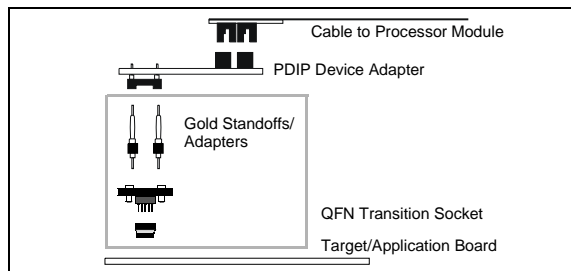 Cable to Processor Module
PDIP Device Adapter
Gold Standoffs/
Adapters
QFN Transition Socket
Target/Application Board